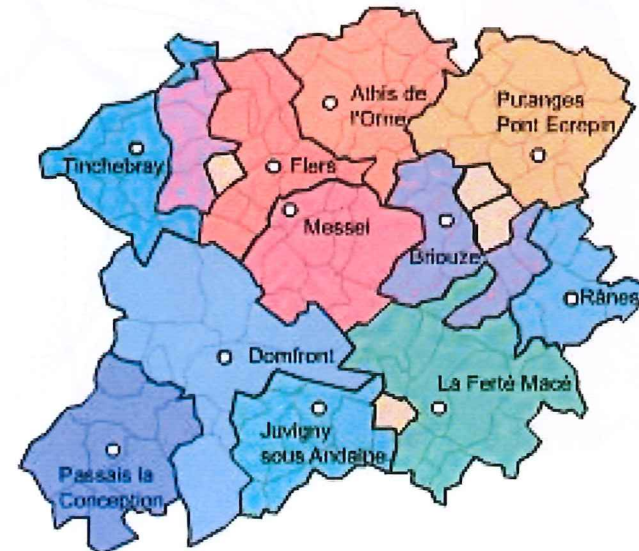 Athis de
l'Orne
Putanges
Pont Ecrepin
Tinchebray
Flers
Messei
Briouze
Rânes
Domfront
La Ferté Macé
Juvigny
sous Andaine
Passais la
Conception